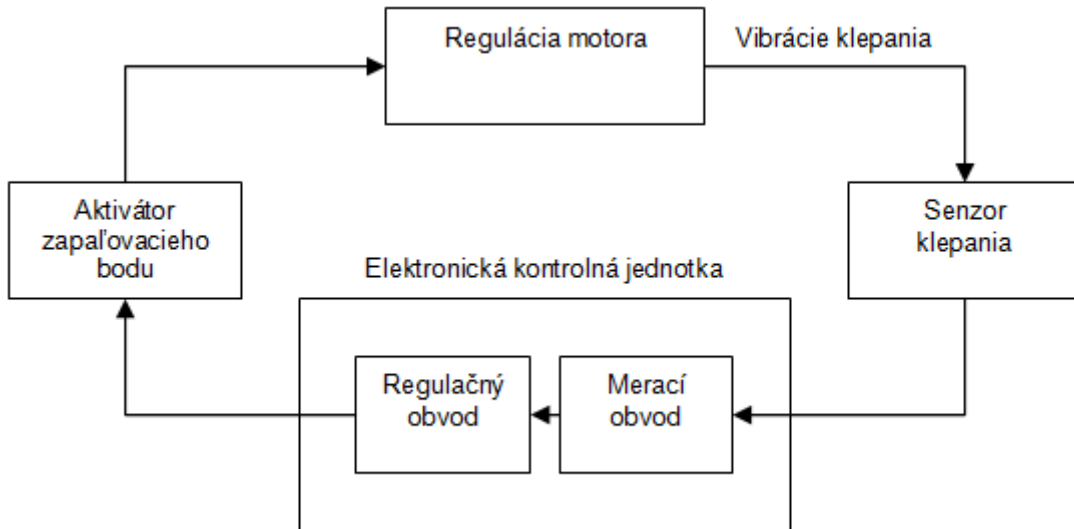 Regulácia motora
Vibrácie klepania
Aktivátor
zapaľovacieho
bodu
Senzor
klepania
Elektronická kontrolná jednotka
Regulačný
obvod
Merací
obvod